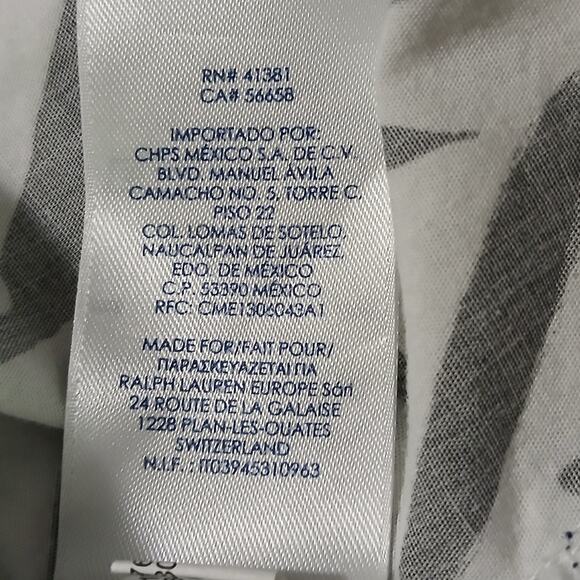 RN# 41381
CA# 56658
IMPORTADO POR:
CHPS MÉXICO S.A. DE C.V.
BLVD. MANUEL ÁVILA
CAMACHO NO. 5, TORRE C,
PISO 22
COL. LOMAS DE SOTELO,
NAUCALPAN DE JUÁREZ,
EDO. DE MÉXICO
C.P. 53390 MÉXICO
RFC: CME1306043A1
MADE FOR/FAIT POUR/
ΠΑΡΑΣΚΕΥΑΖΕΤΑΙ ΓΙΑ
RALPH LAUREN EUROPE Sàrl
24 ROUTE DE LA GALAISE
1228 PLAN-LES-OUATES
SWITZERLAND
N.I.F. : IT03945310963